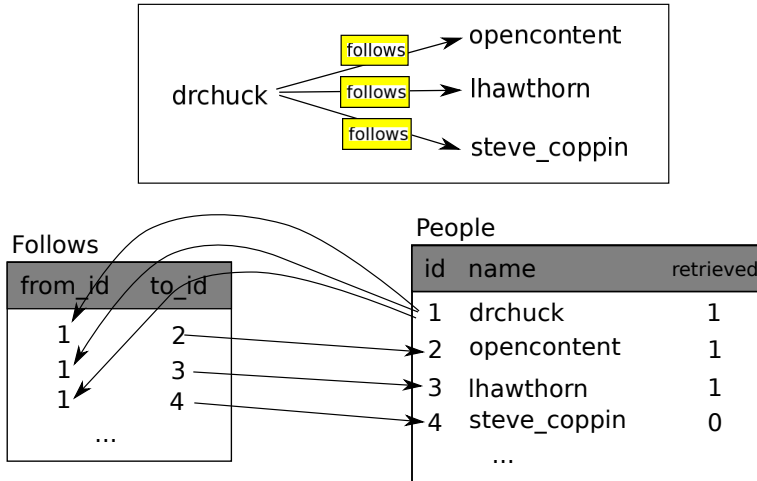 follows
opencontent
drchuck
follows
lhawthorn
follows
steve_coppin
Follows
from_id to_id
1 2
1 3
1 4
...
People
id name retrieved
1 drchuck 1
2 opencontent 1
3 lhawthorn 1
4 steve_coppin 0
...